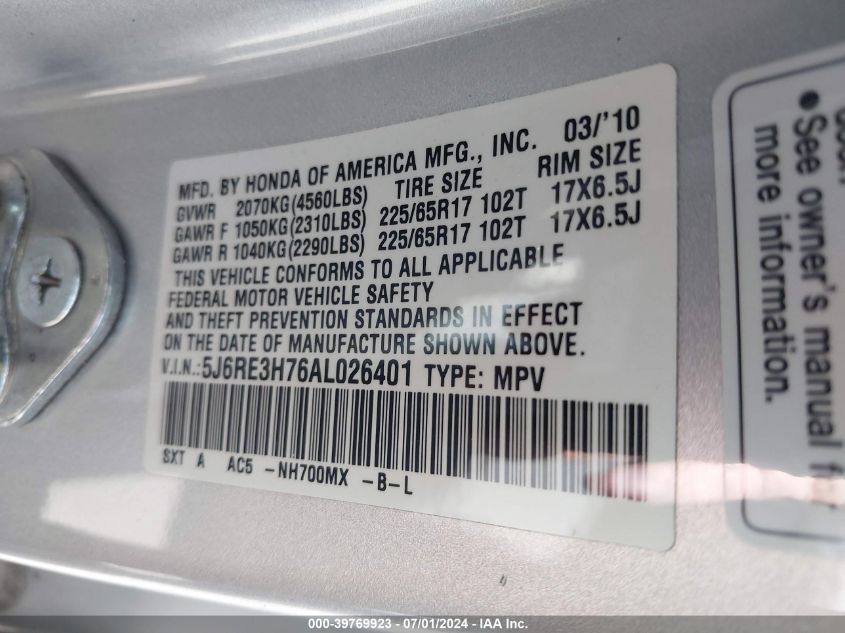 MFD. BY HONDA OF AMERICA MFG., INC. 03/'10
GVWR 2070KG(4560LBS) TIRE SIZE RIM SIZE
GAWR F 1050KG(2310LBS) 225/65R17 102T 17X6.5J
GAWR R 1040KG(2290LBS) 225/65R17 102T 17X6.5J
THIS VEHICLE CONFORMS TO ALL APPLICABLE
FEDERAL MOTOR VEHICLE SAFETY
AND THEFT PREVENTION STANDARDS IN EFFECT
ON THE DATE OF MANUFACTURE SHOWN ABOVE.
V.I.N.:5J6RE3H76AL026401 TYPE: MPV
SXT A AC5 -NH700MX -B-L
●See owner's manual
more information.
000-39769923 - 07/01/2024 - IAA Inc.